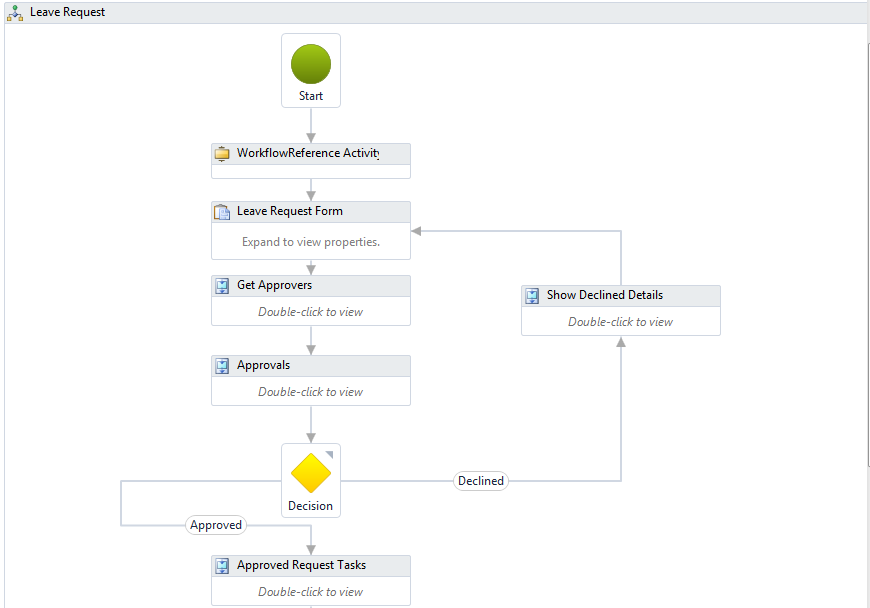 Leave Request
Start
WorkflowReference Activity
Leave Request Form
Expand to view properties.
Get Approvers
Double-click to view
Show Declined Details
Double-click to view
Approvals
Double-click to view
Declined
Decision
Approved
Approved Request Tasks
Double-click to view